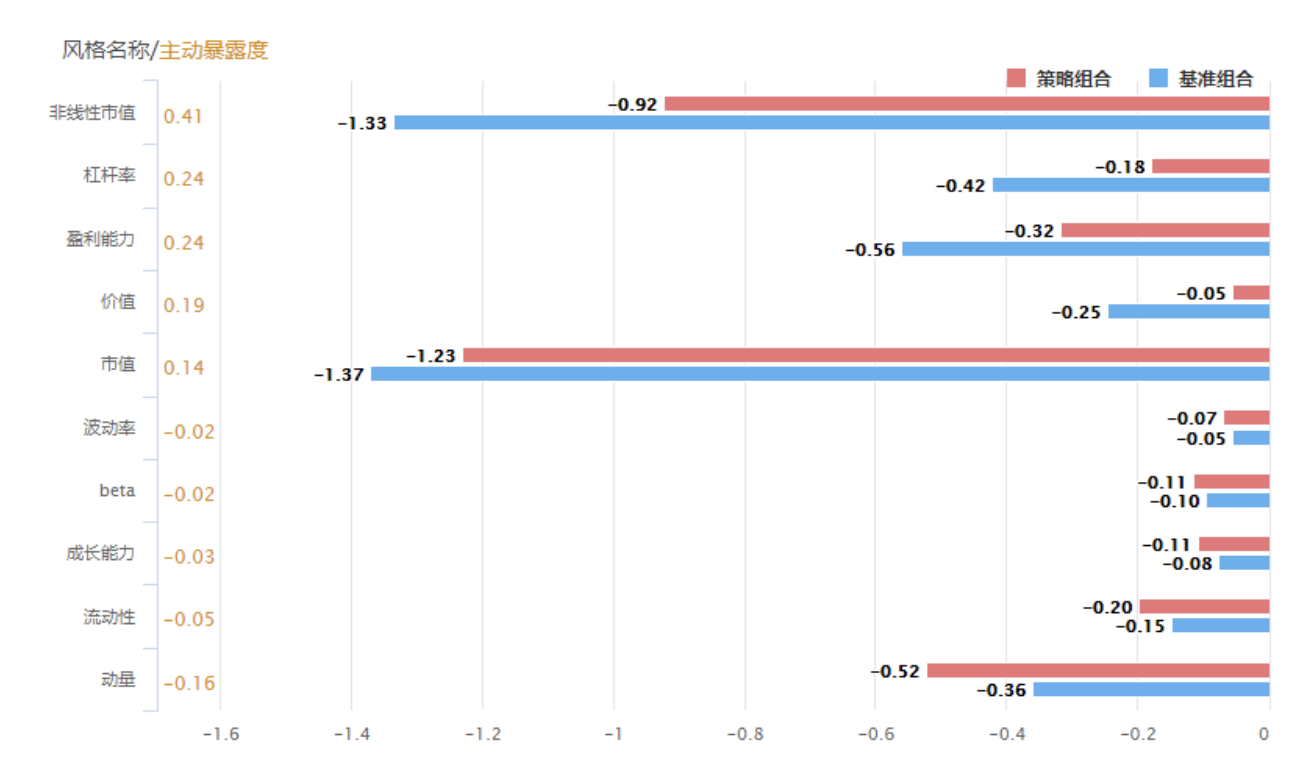 风格名称/主动暴露度
策略组合 基准组合
非线性市值 0.41 -0.92
-1.33
杠杆率 0.24 -0.18
-0.42
盈利能力 0.24 -0.32
-0.56
价值 0.19 -0.05
-0.25
市值 0.14 -1.23
-1.37
波动率 -0.02 -0.07
-0.05
beta -0.02 -0.11
-0.10
成长能力 -0.03 -0.11
-0.08
流动性 -0.05 -0.20
-0.15
动量 -0.16 -0.52
-0.36
-1.6 -1.4 -1.2 -1 -0.8 -0.6 -0.4 -0.2 0